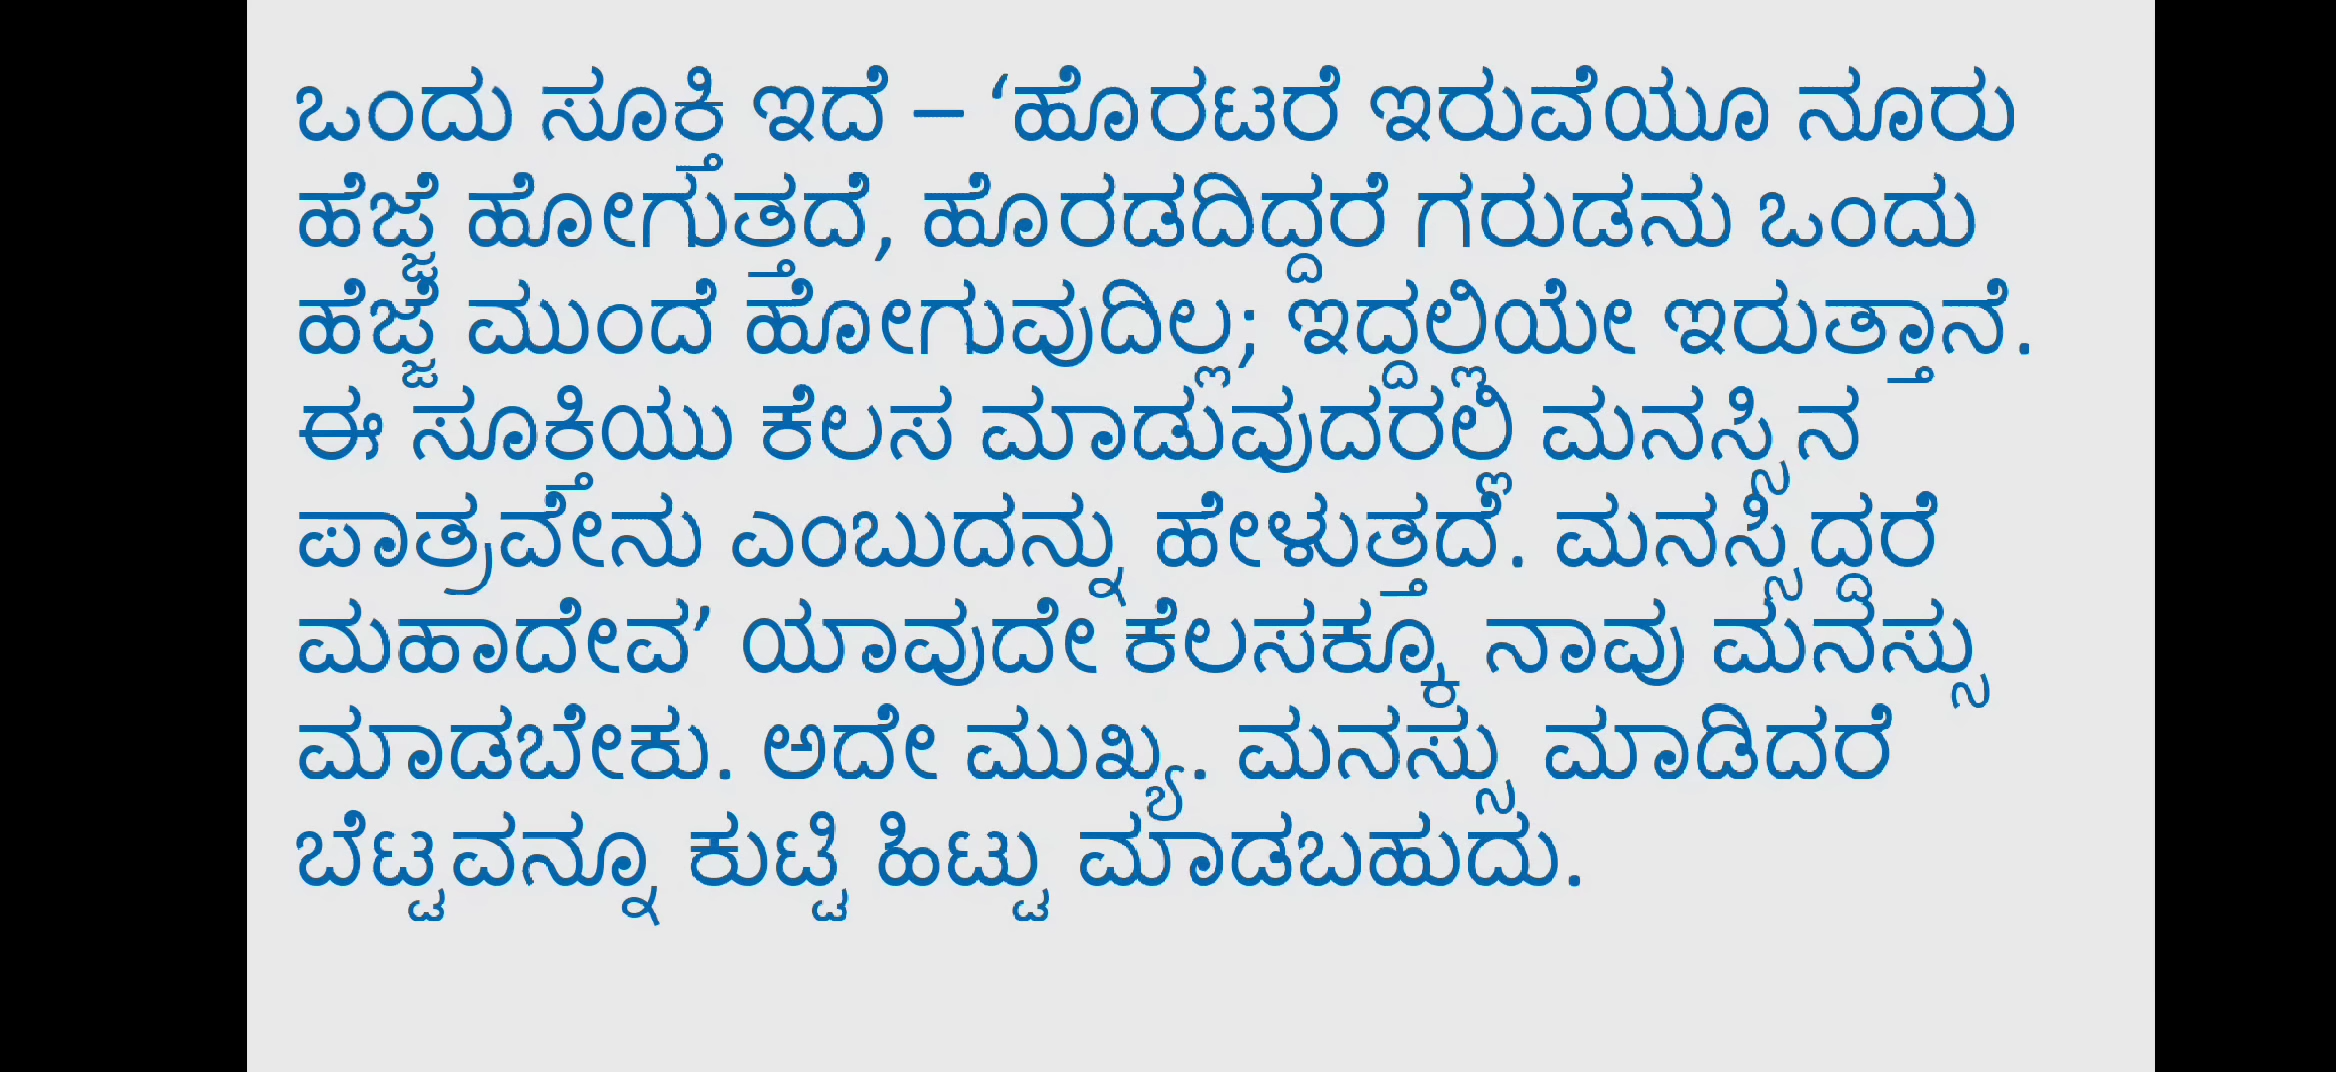 ಒಂದು ಸೂಕ್ತಿ ಇದೆ – ‘ಹೊರಟರೆ ಇರುವೆಯೂ ನೂರು
ಹೆಜ್ಜೆ ಹೋಗುತ್ತದೆ, ಹೊರಡದಿದ್ದರೆ ಗರುಡನು ಒಂದು
ಹೆಜ್ಜೆ ಮುಂದೆ ಹೋಗುವುದಿಲ್ಲ; ಇದ್ದಲ್ಲಿಯೇ ಇರುತ್ತಾನೆ.
ಈ ಸೂಕ್ತಿಯು ಕೆಲಸ ಮಾಡುವುದರಲ್ಲಿ ಮನಸ್ಸಿನ
ಪಾತ್ರವೇನು ಎಂಬುದನ್ನು ಹೇಳುತ್ತದೆ. ಮನಸ್ಸಿದ್ದರೆ
ಮಹಾದೇವ’ ಯಾವುದೇ ಕೆಲಸಕ್ಕೂ ನಾವು ಮನಸ್ಸು
ಮಾಡಬೇಕು. ಅದೇ ಮುಖ್ಯ. ಮನಸ್ಸು ಮಾಡಿದರೆ
ಬೆಟ್ಟವನ್ನೂ ಕುಟ್ಟಿ ಹಿಟ್ಟು ಮಾಡಬಹುದು.